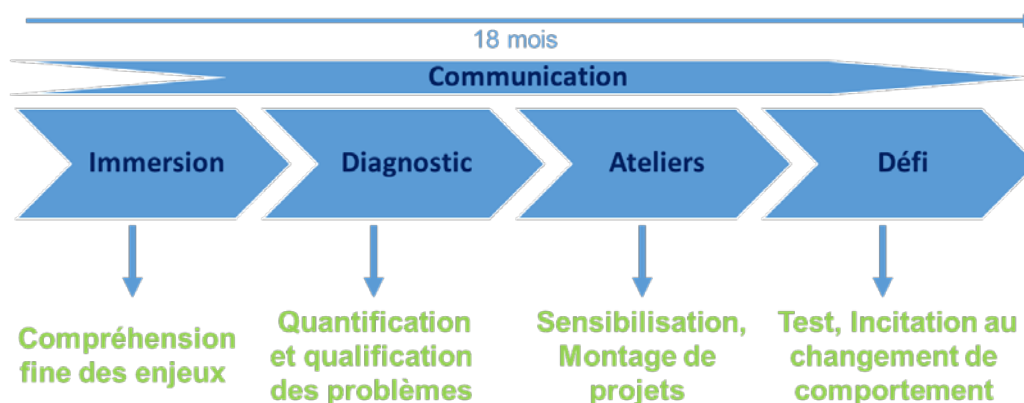 18 mois
Communication
Immersion
Diagnostic
Ateliers
Défi
Compréhension
fine des enjeux
Quantification
et qualification
des problèmes
Sensibilisation,
Montage de
projets
Test, Incitation au
changement de
comportement